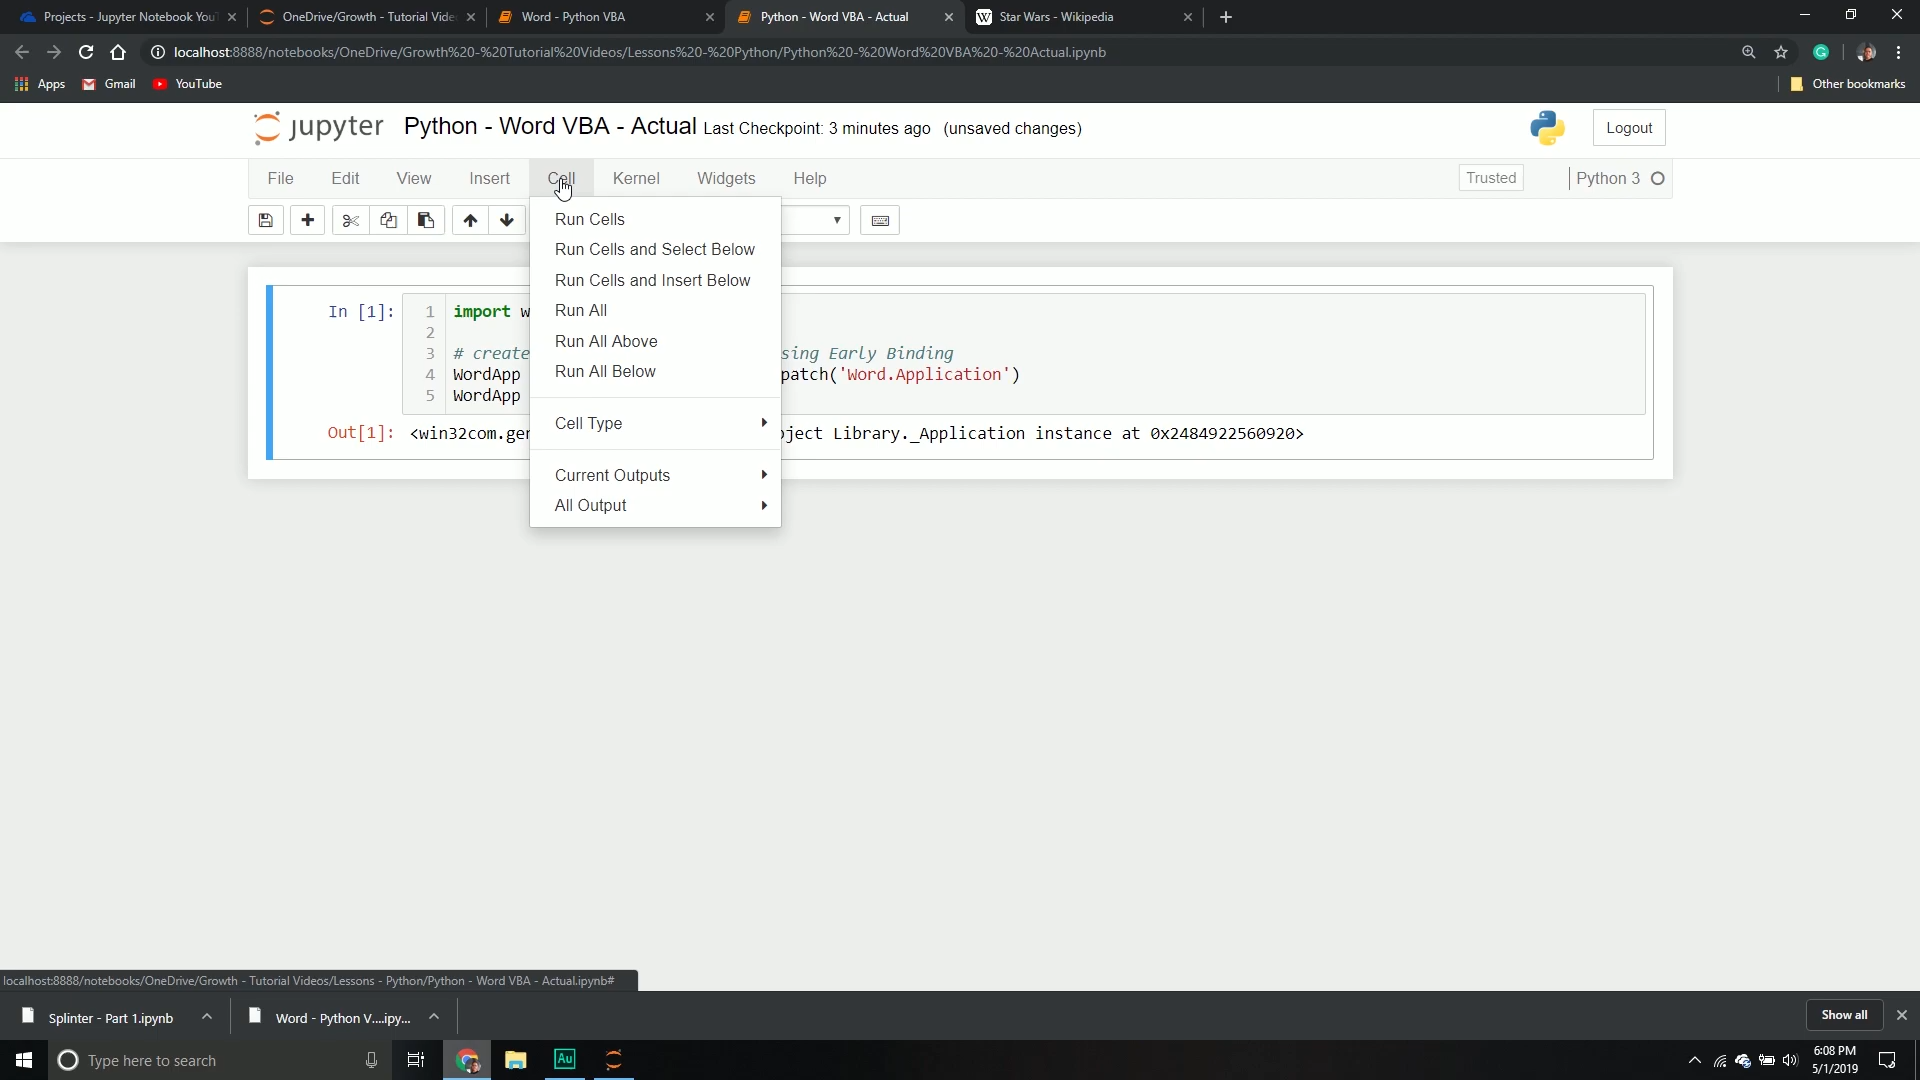 Projects - Jupyter Notebook You
OneDrive/Growth - Tutorial Vide
Word - Python VBA
Python - Word VBA - Actual
Star Wars - Wikipedia
localhost:8888/notebooks/OneDrive/Growth%20-%20Tutorial%20Videos/Lessons%20-%20Python/Python%20-%20Word%20VBA%20-%20Actual.ipynb
Apps Gmail YouTube Other bookmarks
jupyter Python - Word VBA - Actual Last Checkpoint: 3 minutes ago (unsaved changes) Logout
File Edit View Insert Cell Kernel Widgets Help Trusted Python 3
Run Cells
Run Cells and Select Below
Run Cells and Insert Below
Run All
Run All Above
Run All Below
Cell Type
Current Outputs
All Output
In [1]: 1 import w
2
3 # create sing Early Binding
4 WordApp patch('Word.Application')
5 WordApp
Out[1]: <win32com.gen ject Library._Application instance at 0x2484922560920>
localhost:8888/notebooks/OneDrive/Growth - Tutorial Videos/Lessons - Python/Python - Word VBA - Actual.ipynb#
Splinter - Part 1.ipynb
Word - Python V....ipy...
Show all
Type here to search
Au
6:08 PM
5/1/2019